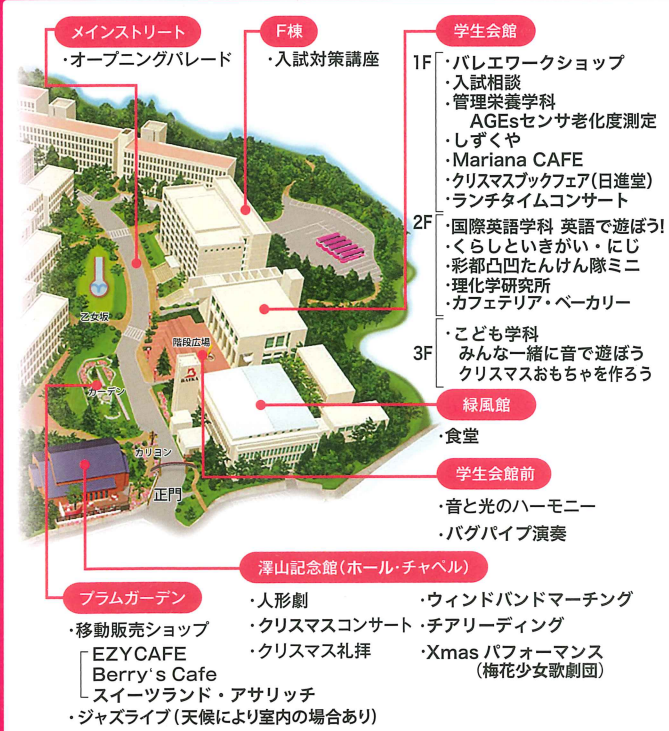 メインストリート
・オープニングパレード
F棟
・入試対策講座
学生会館
1F
・バレエワークショップ
・入試相談
・管理栄養学科
AGEsセンサ老化度測定
・しずくや
・Mariana CAFE
・クリスマスブックフェア(日進堂)
・ランチタイムコンサート
2F
・国際英語学科 英語で遊ぼう!
・くらしといきがい・にじ
・彩都凸凹たんけん隊ミニ
・理化学研究所
・カフェテリア・ベーカリー
3F
・こども学科
みんな一緒に音で遊ぼう
クリスマスおもちゃを作ろう
乙女坂
階段広場
BAIKA
ガーデン
カリヨン
正門
緑風館
・食堂
学生会館前
・音と光のハーモニー
・バグパイプ演奏
澤山記念館(ホール・チャペル)
・人形劇
・クリスマスコンサート
・クリスマス礼拝
・ウィンドバンドマーチング
・チアリーディング
・Xmas パフォーマンス
(梅花少女歌劇団)
プラムガーデン
・移動販売ショップ
EZYCAFE
Berry's Cafe
スイーツランド・アサリッチ
・ジャズライブ(天候により室内の場合あり)